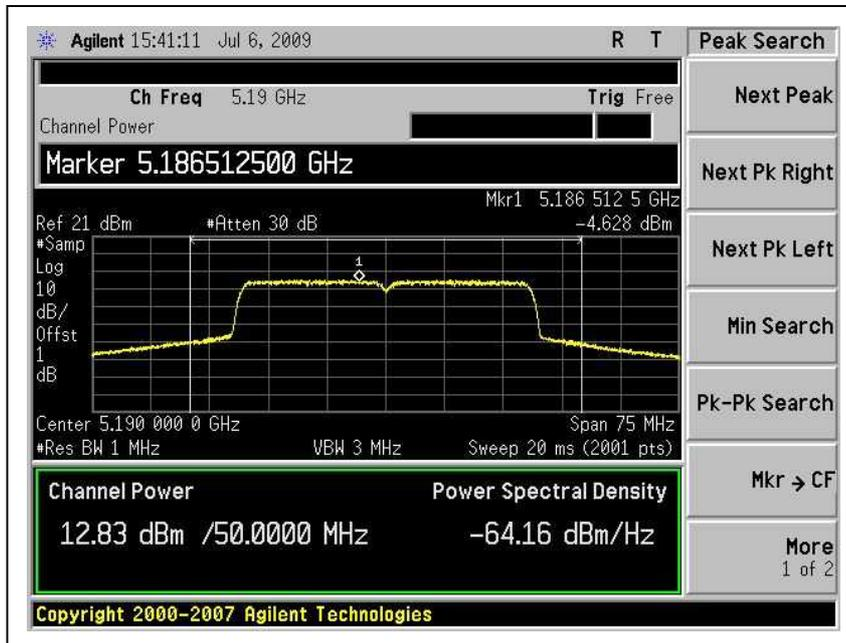 Agilent 15:41:11 Jul 6, 2009 R T
Peak Search
Ch Freq 5.19 GHz Trig Free
Channel Power
Marker 5.186512500 GHz
Mkr1 5.186 512 5 GHz
Ref 21 dBm #Atten 30 dB -4.628 dBm
#Samp
Log
10
dB/
Offst
1
dB
1
Center 5.190 000 0 GHz Span 75 MHz
#Res BW 1 MHz VBW 3 MHz Sweep 20 ms (2001 pts)
Channel Power Power Spectral Density
12.83 dBm /50.0000 MHz -64.16 dBm/Hz
Copyright 2000-2007 Agilent Technologies
Next Peak
Next Pk Right
Next Pk Left
Min Search
Pk-Pk Search
Mkr → CF
More
1 of 2